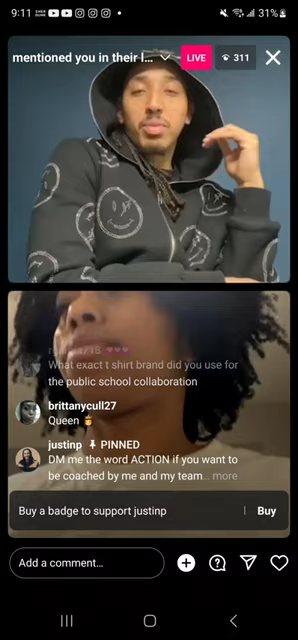 9:11
31%
mentioned you in their l...
LIVE
311
What exact t shirt brand did you use for
the public school collaboration
brittanycull27
Queen
justinp PINNED
DM me the word ACTION if you want to
be coached by me and my team... more
Buy a badge to support justinp
Buy
Add a comment...